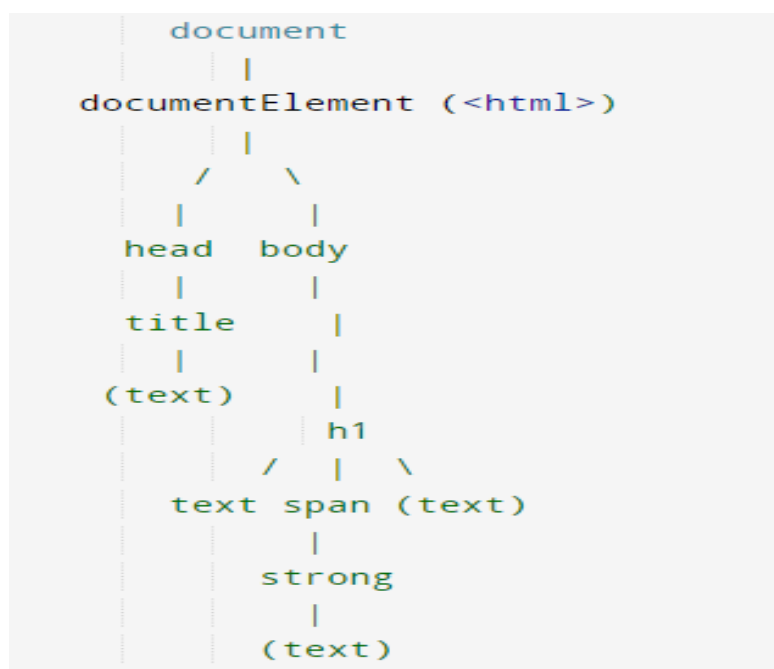 document
|
documentElement (<html>)
|
/ \
| |
head body
| |
title |
| |
(text) |
h1
/ | \
text span (text)
|
strong
|
(text)